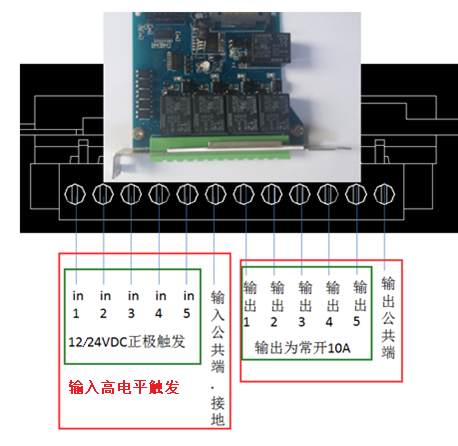 in 1
in 2
in 3
in 4
in 5
输入公共端.接地
12/24VDC正极触发
输入高电平触发
输出1
输出2
输出3
输出4
输出5
输出公共端
输出为常开10A